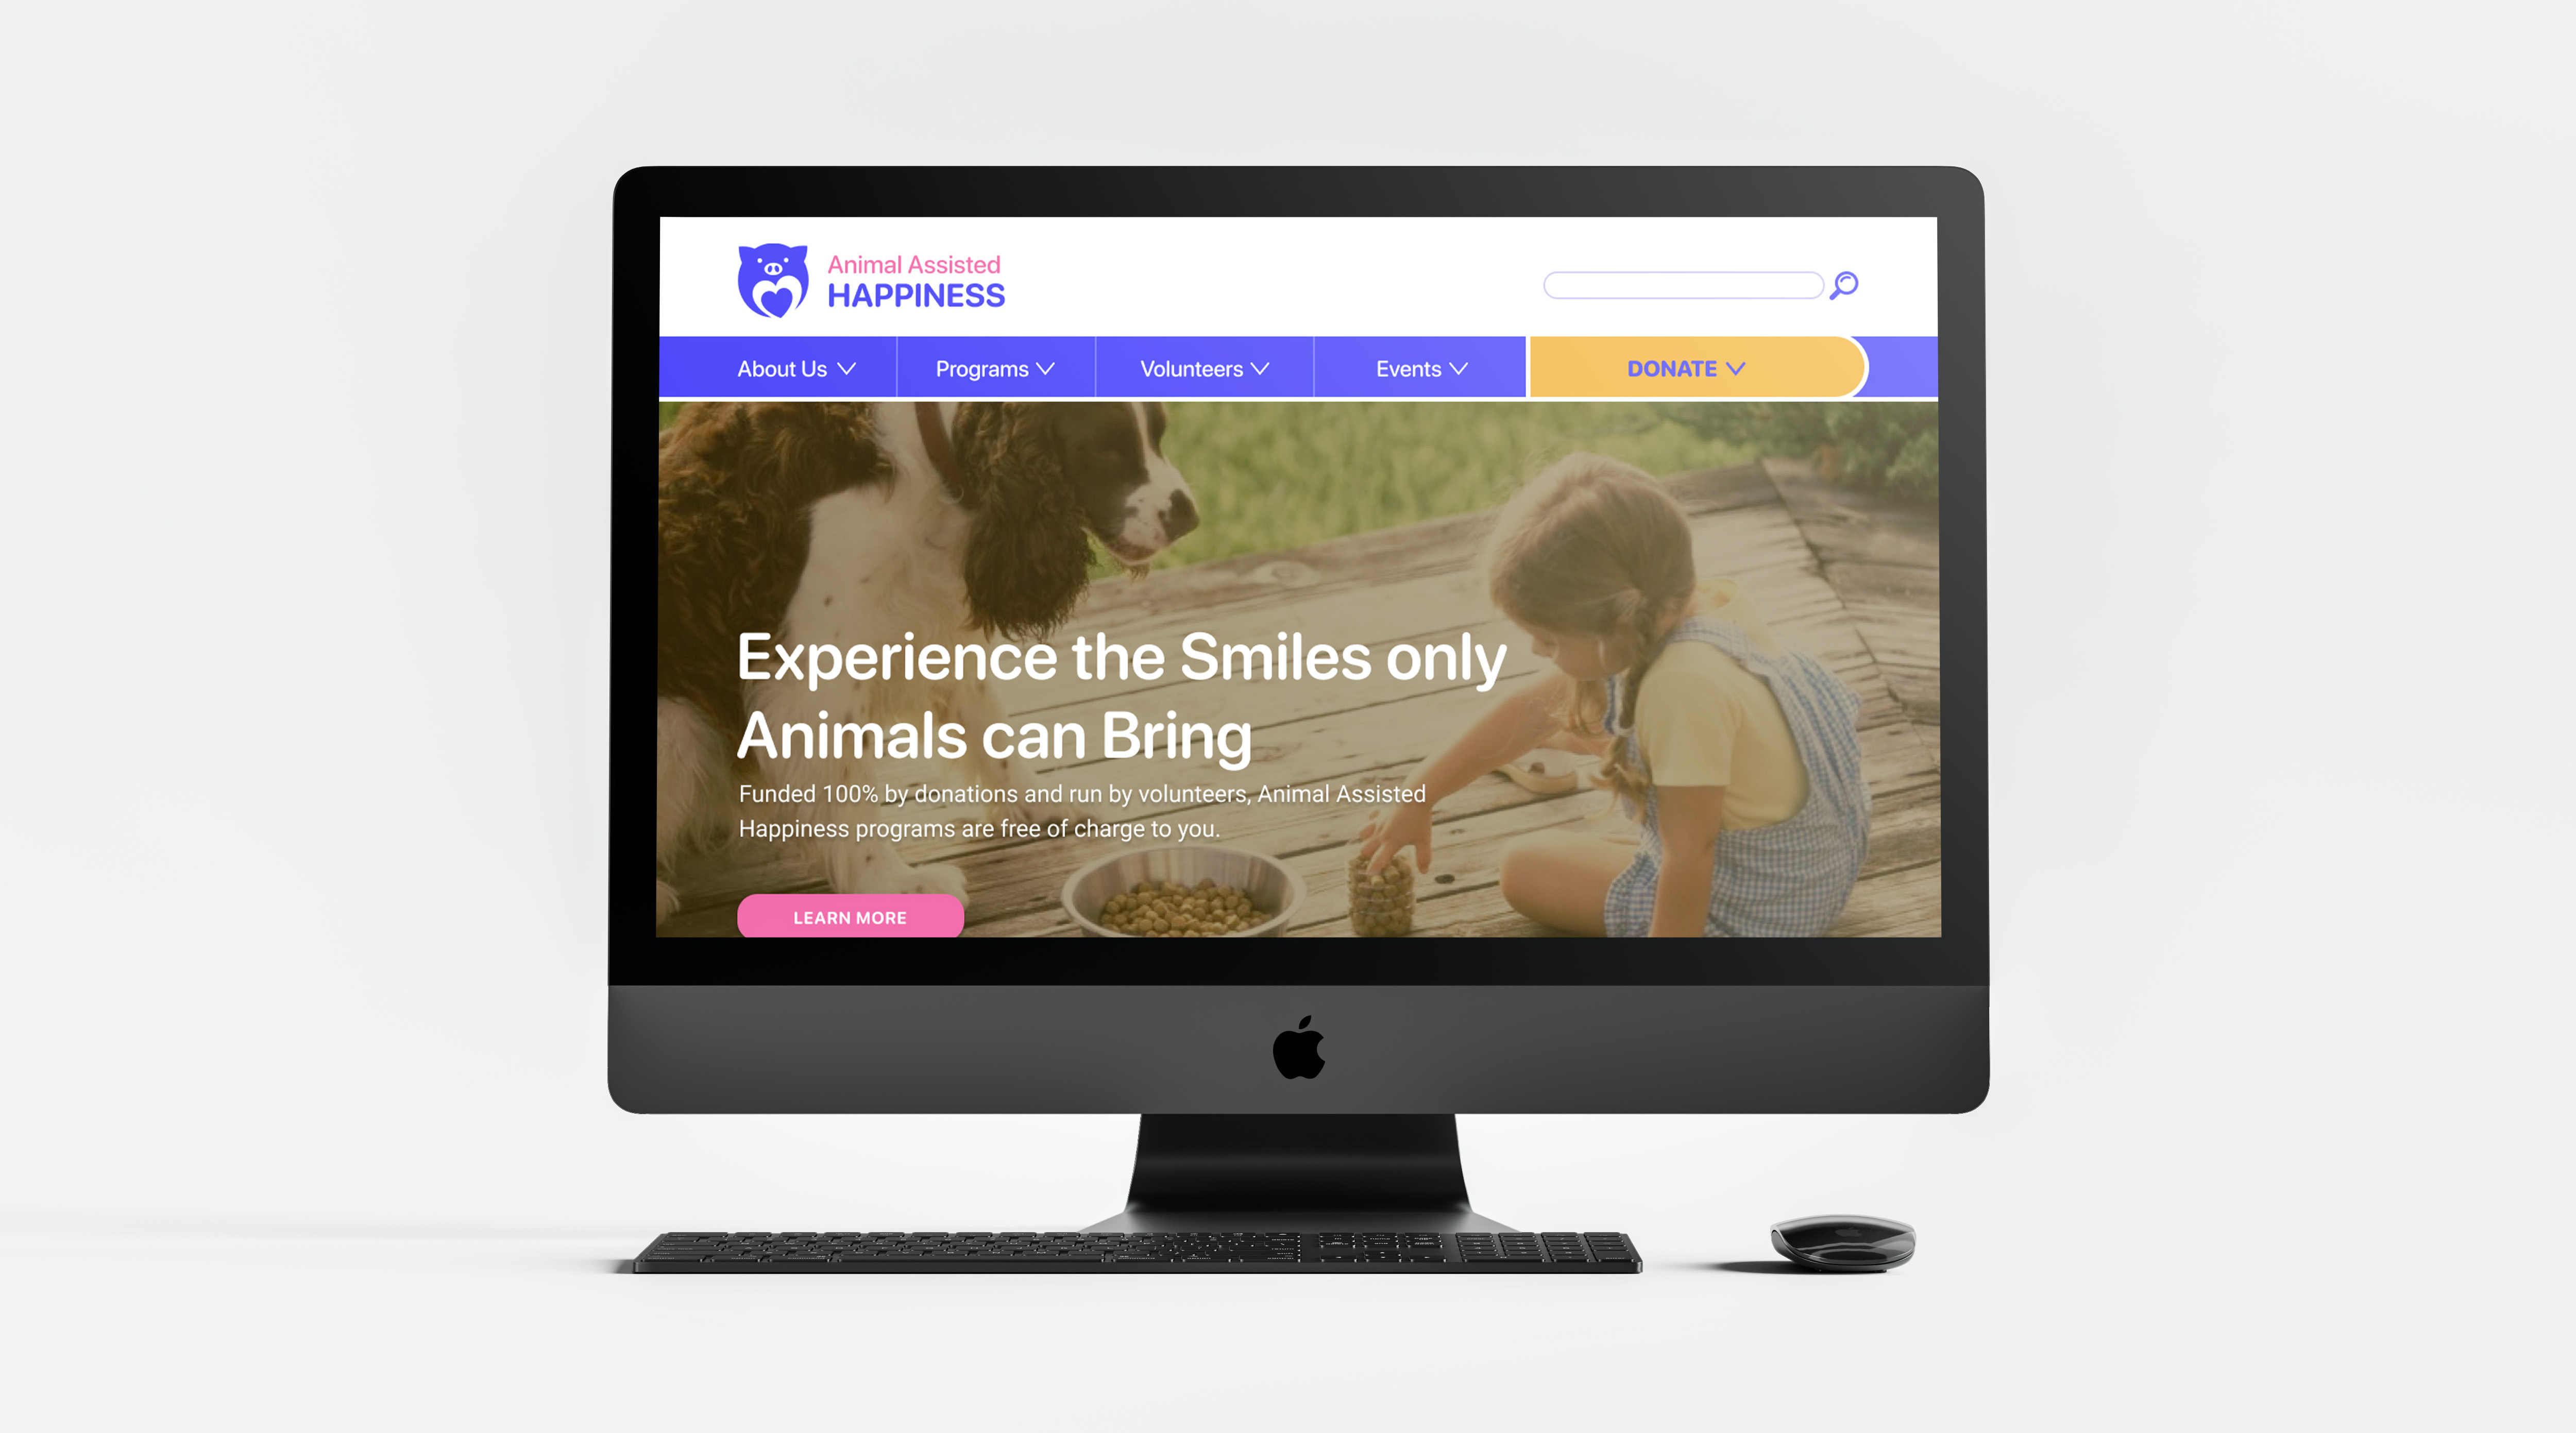 Animal Assisted
HAPPINESS
About Us
Programs
Volunteers
Events
DONATE
Experience the Smiles only
Animals can Bring
Funded 100% by donations and run by volunteers, Animal Assisted
Happiness programs are free of charge to you.
LEARN MORE